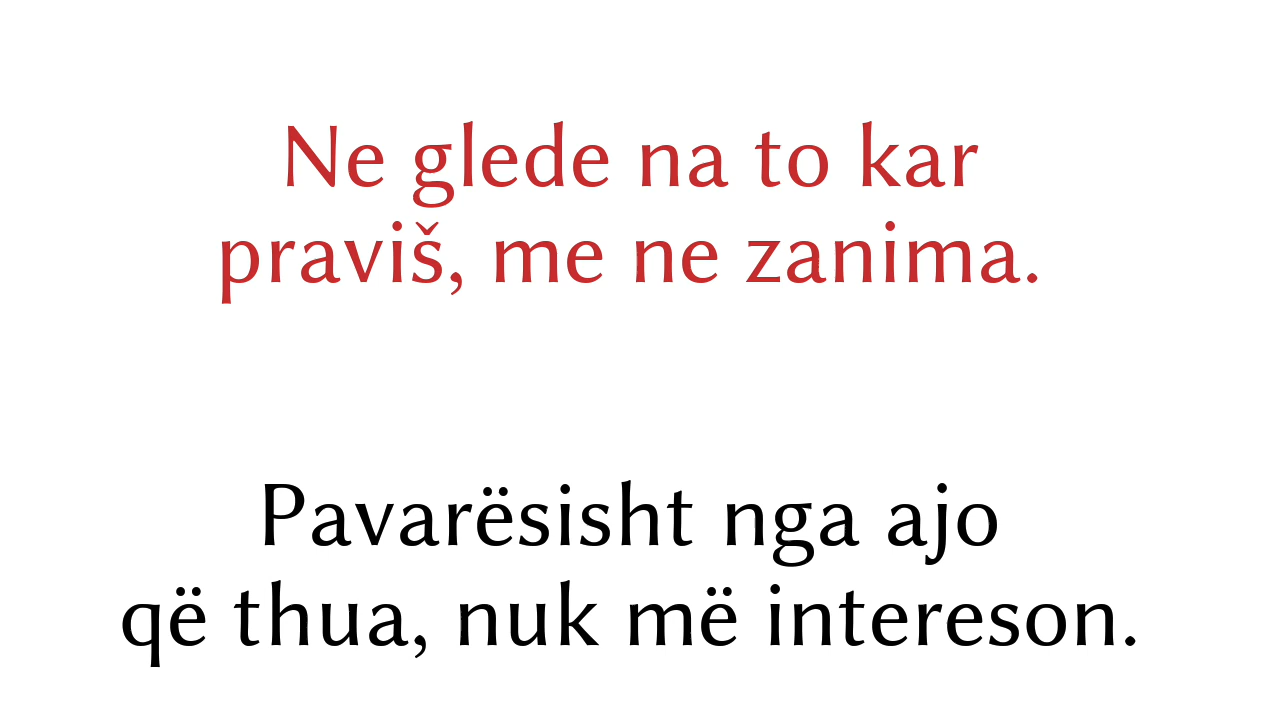 Ne glede na to kar
praviš, me ne zanima.
Pavarësisht nga ajo
që thua, nuk më intereson.